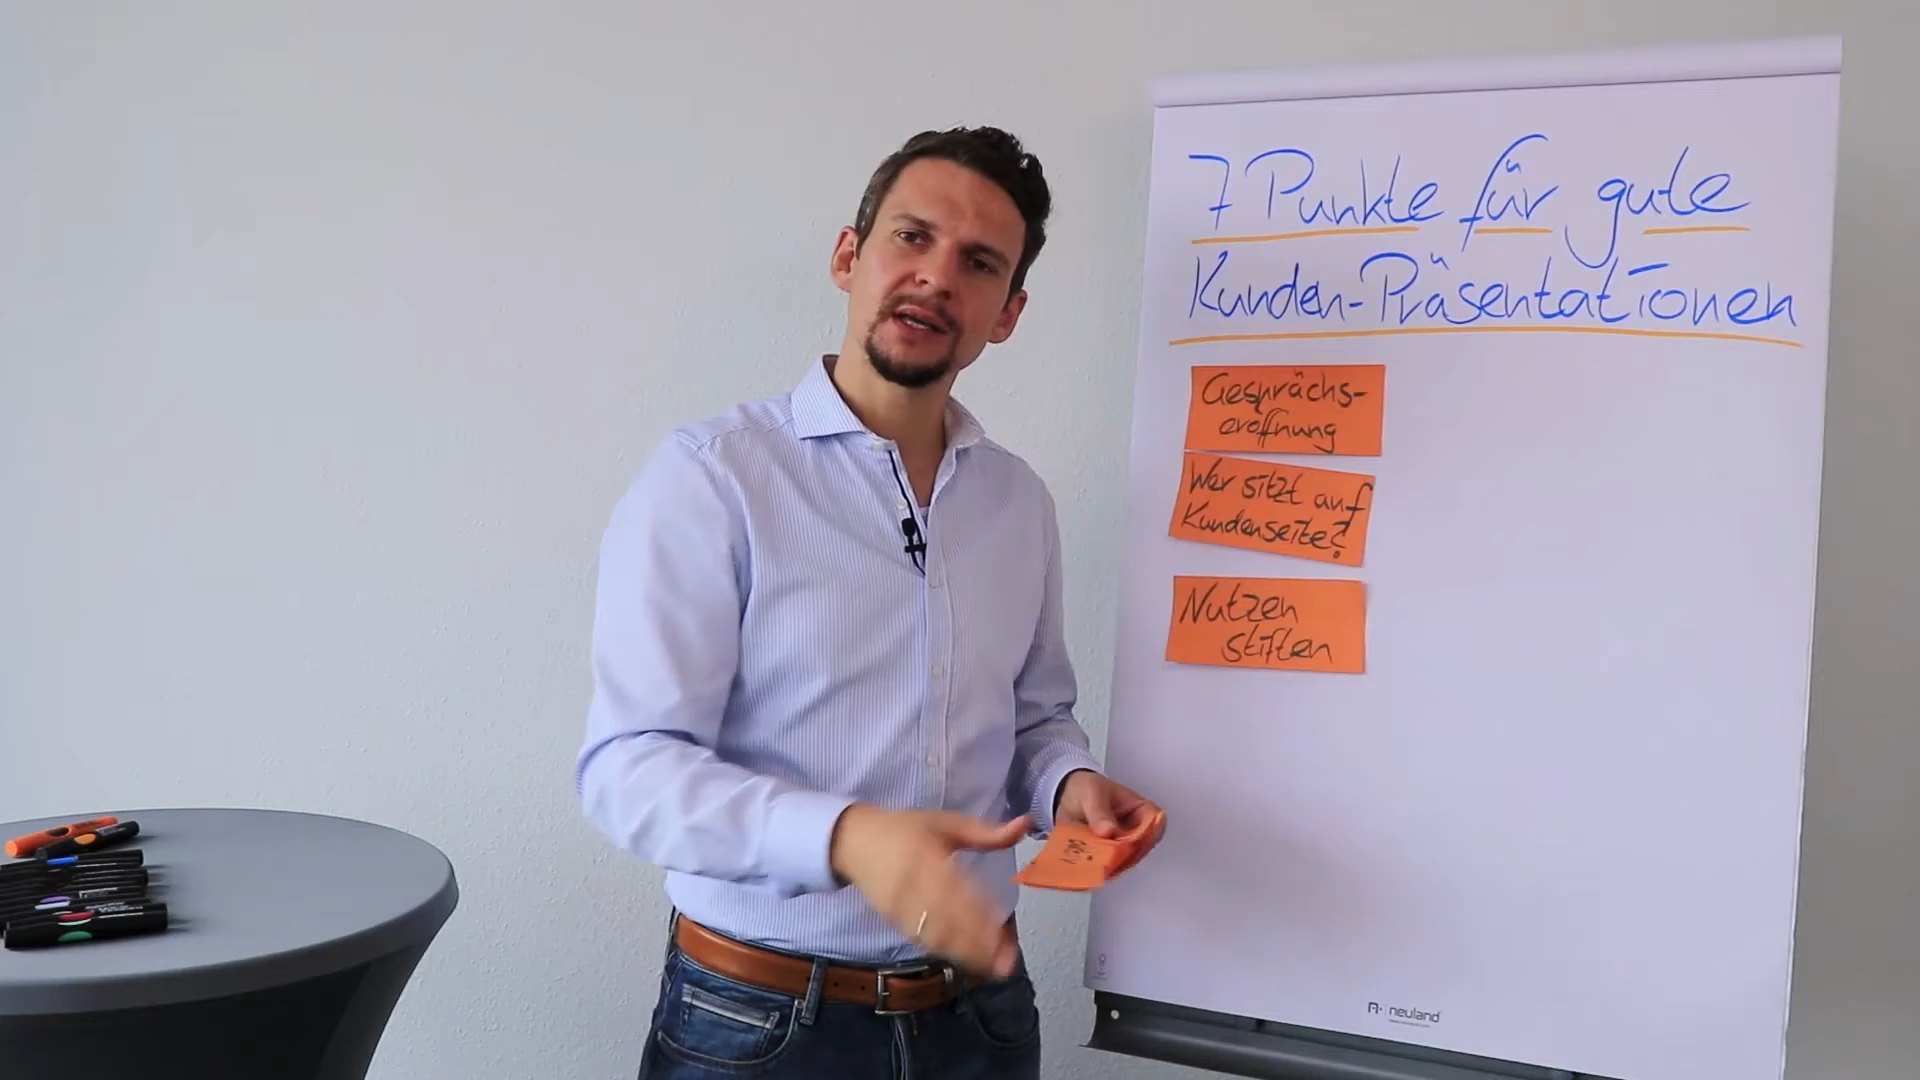 7 Punkte für gute
Kunden-Präsentationen
Gesprächs-
eröffnung
Wer sitzt auf
Kundenseite?
Nutzen
stiften
neuland